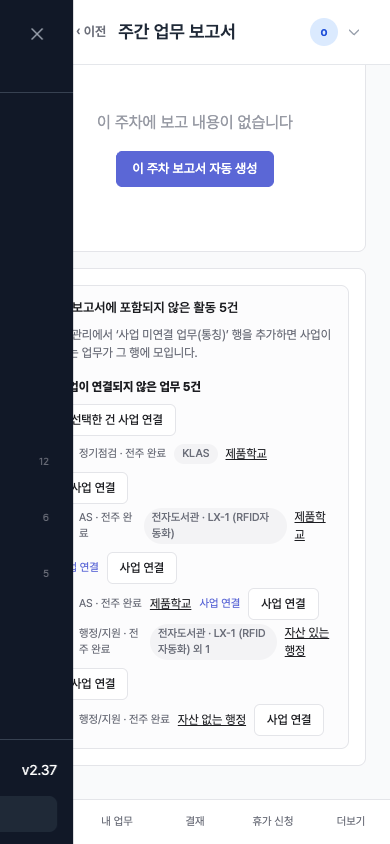 ‹ 이전 주간 업무 보고서 o
이 주차에 보고 내용이 없습니다
이 주차 보고서 자동 생성
보고서에 포함되지 않은 활동 5건
관리에서 ‘사업 미연결 업무(통칭)’ 행을 추가하면 사업이
는 업무가 그 행에 모입니다.
업이 연결되지 않은 업무 5건
선택한 건 사업 연결
12
정기점검 · 전주 완료 KLAS 제품학교
사업 연결
6
AS · 전주 완
료
전자도서관 · LX-1 (RFID자
동화)
제품학
교
5
연결 사업 연결
AS · 전주 완료 제품학교 사업 연결 사업 연결
행정/지원 · 전
주 완료
전자도서관 · LX-1 (RFID
자동화) 외 1
자산 있는
행정
사업 연결
행정/지원 · 전주 완료 자산 없는 행정 사업 연결
v2.37
내 업무 결재 휴가 신청 더보기